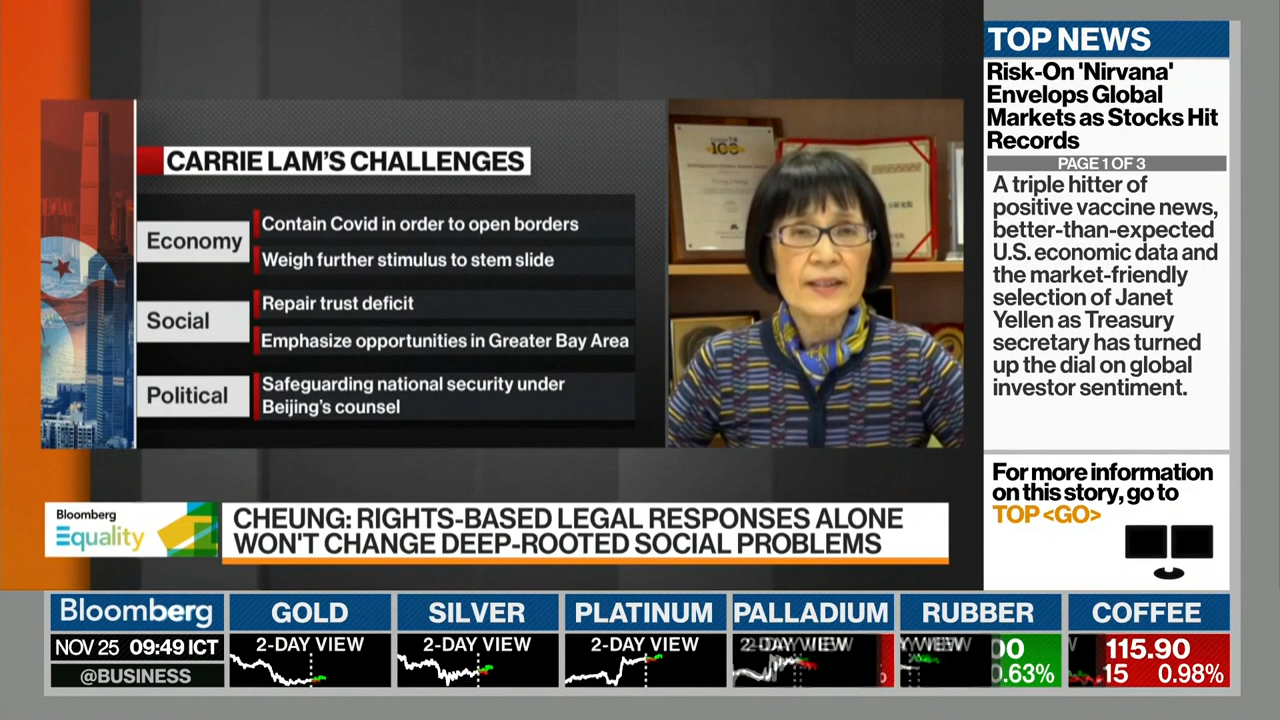 CARRIE LAM'S CHALLENGES
Economy
Contain Covid in order to open borders
Weigh further stimulus to stem slide
Social
Repair trust deficit
Emphasize opportunities in Greater Bay Area
Political
Safeguarding national security under
Beijing's counsel
100
TOP NEWS
Risk-On 'Nirvana'
Envelops Global
Markets as Stocks Hit
Records
PAGE 1 OF 3
A triple hitter of
positive vaccine news,
better-than-expected
U.S. economic data and
the market-friendly
selection of Janet
Yellen as Treasury
secretary has turned
up the dial on global
investor sentiment.
For more information
on this story, go to
TOP <GO>
Bloomberg
Equality
CHEUNG: RIGHTS-BASED LEGAL RESPONSES ALONE
WON'T CHANGE DEEP-ROOTED SOCIAL PROBLEMS
Bloomberg
NOV 25 09:49 ICT
@BUSINESS
GOLD
2-DAY VIEW
SILVER
2-DAY VIEW
PLATINUM
2-DAY VIEW
PALLADIUM
2-DAY VIEW
RUBBER
00
0.63%
COFFEE
115.90
15 0.98%